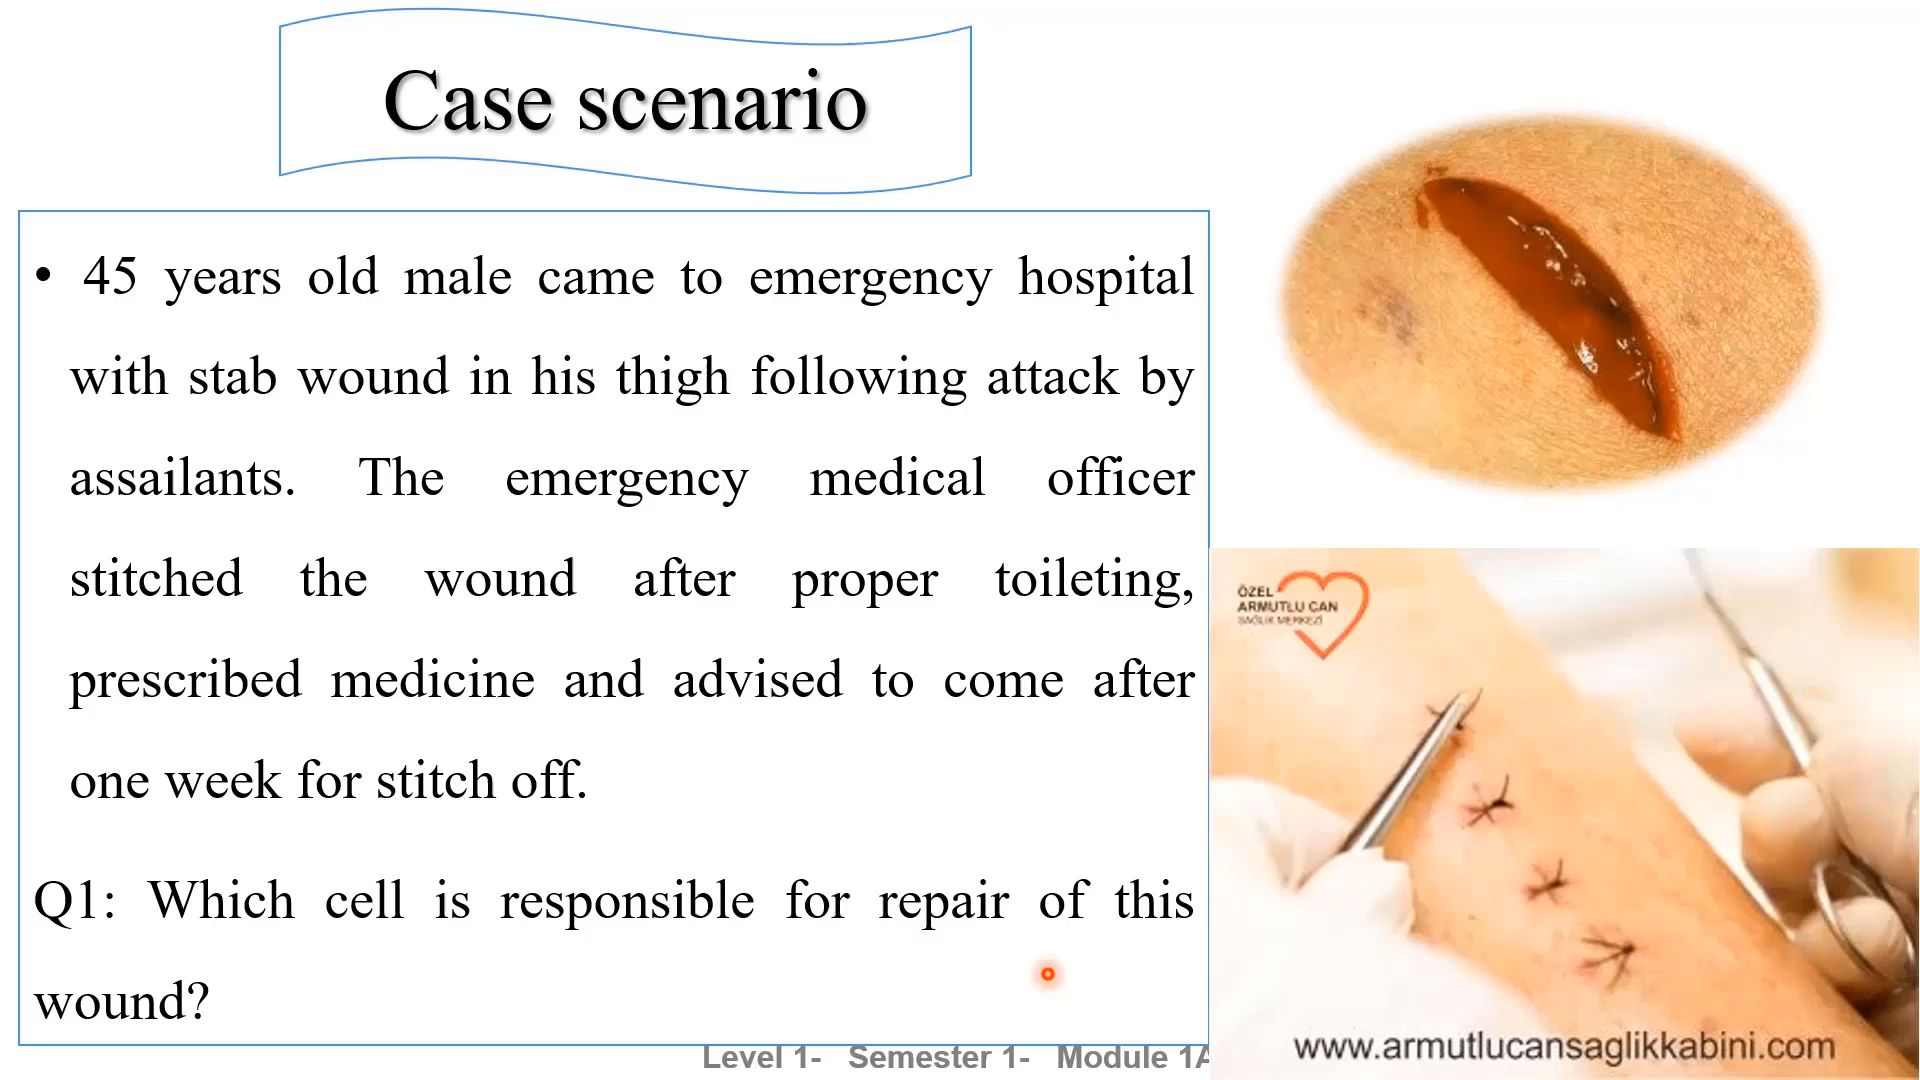 Case scenario
• 45 years old male came to emergency hospital
with stab wound in his thigh following attack by
assailants. The emergency medical officer
stitched the wound after proper toileting,
prescribed medicine and advised to come after
one week for stitch off.
Q1: Which cell is responsible for repair of this
wound?
ÖZEL
ARMUTLU CAN
SAĞLIK MERKEZİ
www.armutlucansaglikkabini.com
Level 1- Semester 1- Module 1A